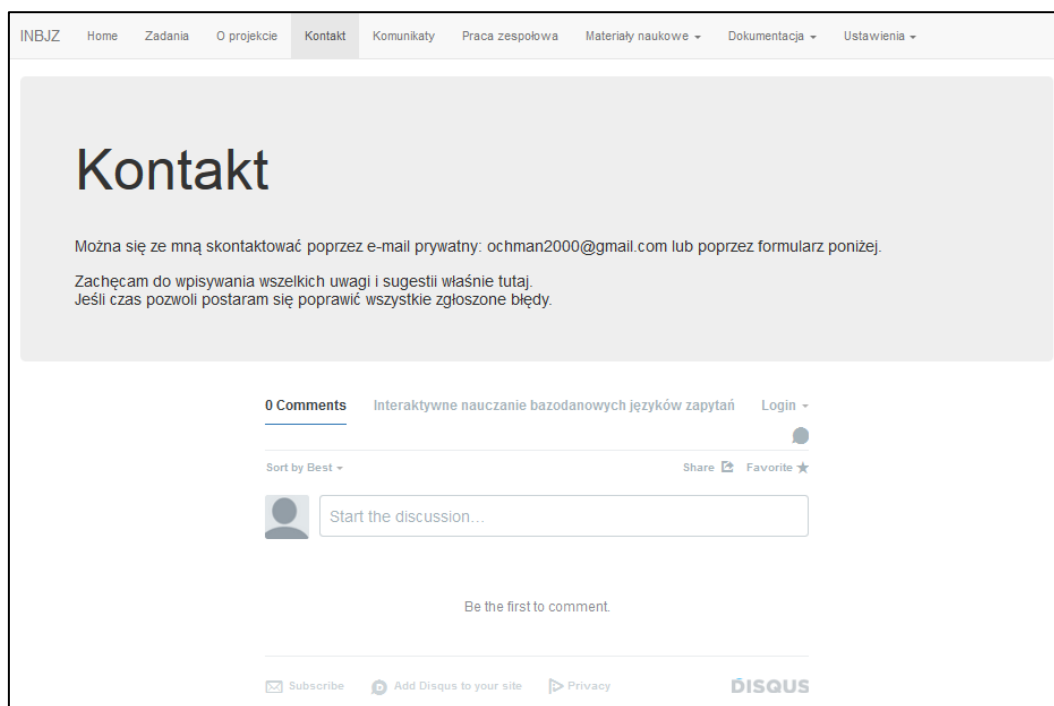 INBJZ Home Zadania O projekcie Kontakt Komunikaty Praca zespołowa Materiały naukowe Dokumentacja Ustawienia
Kontakt
Można się ze mną skontaktować poprzez e-mail prywatny: ochman2000@gmail.com lub poprzez formularz poniżej.
Zachęcam do wpisywania wszelkich uwagi i sugestii właśnie tutaj.
Jeśli czas pozwoli postaram się poprawić wszystkie zgłoszone błędy.
0 Comments Interaktywne nauczanie bazodanowych języków zapytań Login
Sort by Best Share Favorite
Start the discussion...
Be the first to comment.
Subscribe Add Disqus to your site Privacy DISQUS